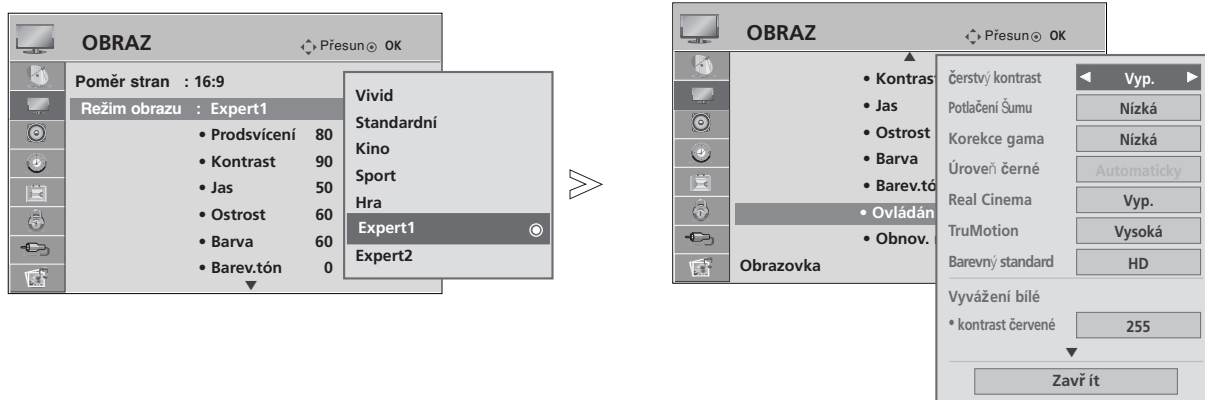 OBRAZ
Přesun OK
Poměr stran : 16:9
Režim obrazu : Expert1
• Prodsvícení 80
• Kontrast 90
• Jas 50
• Ostrost 60
• Barva 60
• Barev.tón 0
Vivid
Standardní
Kino
Sport
Hra
Expert1
Expert2
OBRAZ
Přesun OK
• Kontras
• Jas
• Ostrost
• Barva
• Barev.tó
• Ovládán
• Obnov.
Obrazovka
čerstvý kontrast Vyp.
Potlačení Šumu Nízká
Korekce gama Nízká
Úroveň černé Automaticky
Real Cinema Vyp.
TruMotion Vysoká
Barevný standard HD
Vyvážení bílé
• kontrast červené 255
Zavř ít